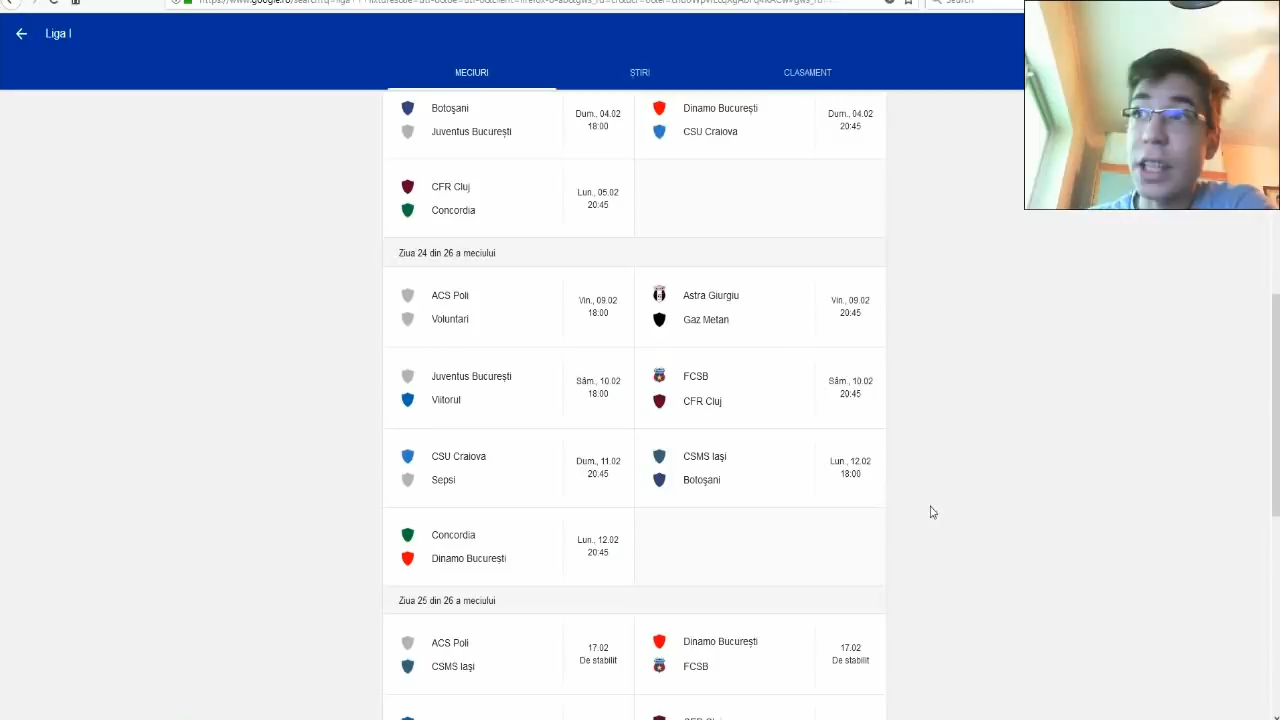 Search
Liga I
MECIURI
ȘTIRI
CLASAMENT
Botoșani
Juventus București
Dum., 04.02
18:00
Dinamo București
CSU Craiova
Dum., 04.02
20:45
CFR Cluj
Concordia
Lun., 05.02
20:45
Ziua 24 din 26 a meciului
ACS Poli
Voluntari
Vin., 09.02
18:00
Astra Giurgiu
Gaz Metan
Vin., 09.02
20:45
Juventus București
Viitorul
Sâm., 10.02
18:00
FCSB
CFR Cluj
Sâm., 10.02
20:45
CSU Craiova
Sepsi
Dum., 11.02
20:45
CSMS Iași
Botoșani
Lun., 12.02
18:00
Concordia
Dinamo București
Lun., 12.02
20:45
Ziua 25 din 26 a meciului
ACS Poli
CSMS Iași
17.02
De stabilit
Dinamo București
FCSB
17.02
De stabilit